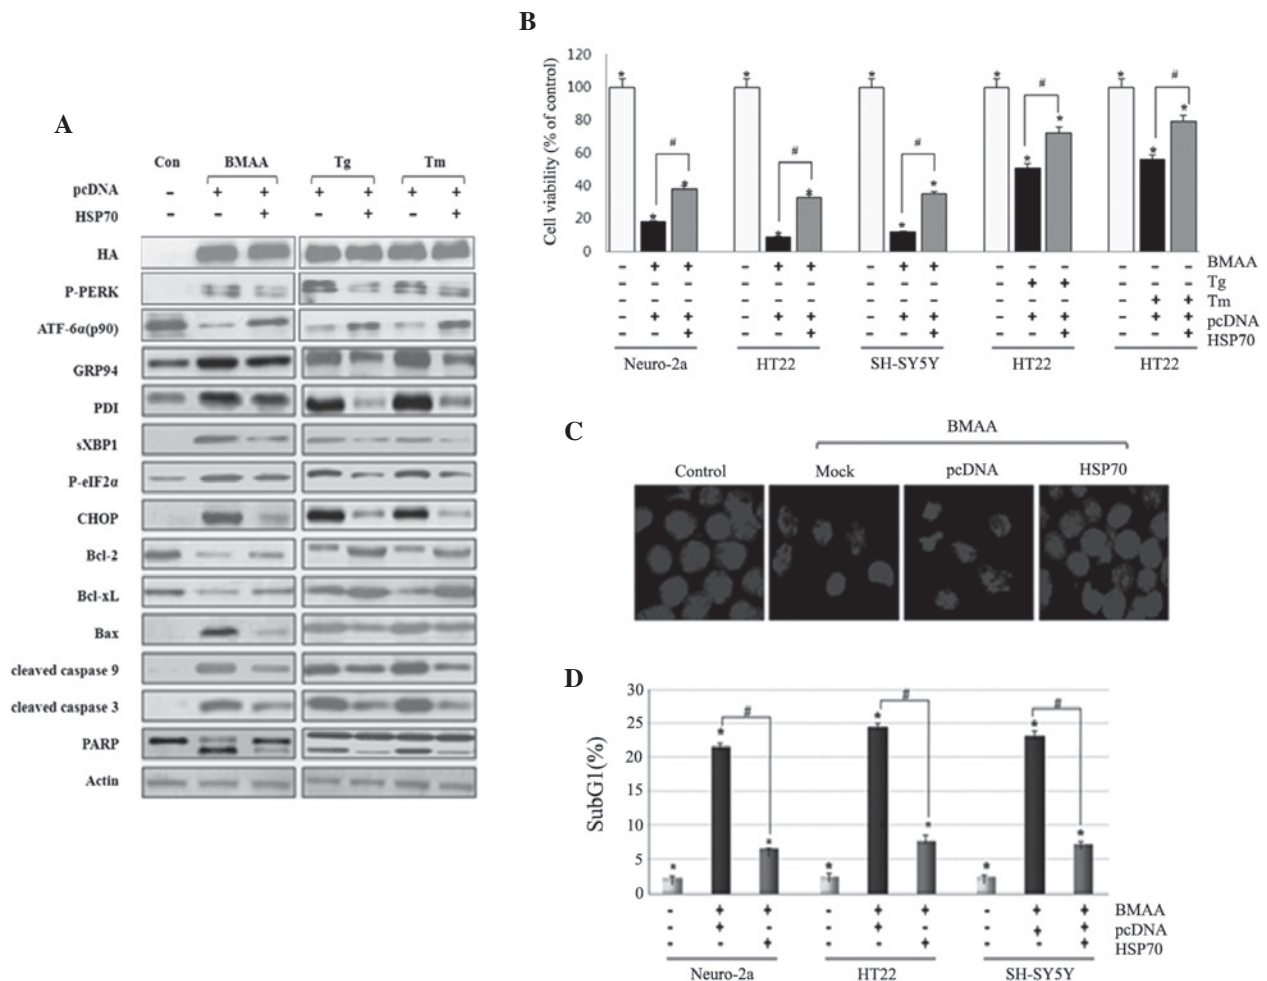 A
Con BMAA Tg Tm
pcDNA - + + + + + +
HSP70 - - + - + - +
HA
P-PERK
ATF-6α(p90)
GRP94
PDI
sXBP1
P-eIF2α
CHOP
Bcl-2
Bcl-xL
Bax
cleaved caspase 9
cleaved caspase 3
PARP
Actin
B
Cell viability (% of control)
120
100
80
60
40
20
0
* * * # * * * # * * * # * * * # * * * #
- + + - + + - + + - - - - - - BMAA
- - - - - - - - - - + + - - - Tg
- - - - - - - - - - - - - + + Tm
- + + - + + - + + - + + - + + pcDNA
- - + - - + - - + - - + - - + HSP70
Neuro-2a HT22 SH-SY5Y HT22 HT22
C
BMAA
Control Mock pcDNA HSP70
D
SubG1(%)
30
25
20
15
10
5
0
* * * # * * * # * * * #
- + + - + + - + + BMAA
- + - - + - - + + pcDNA
- - + - - + - - + HSP70
Neuro-2a HT22 SH-SY5Y